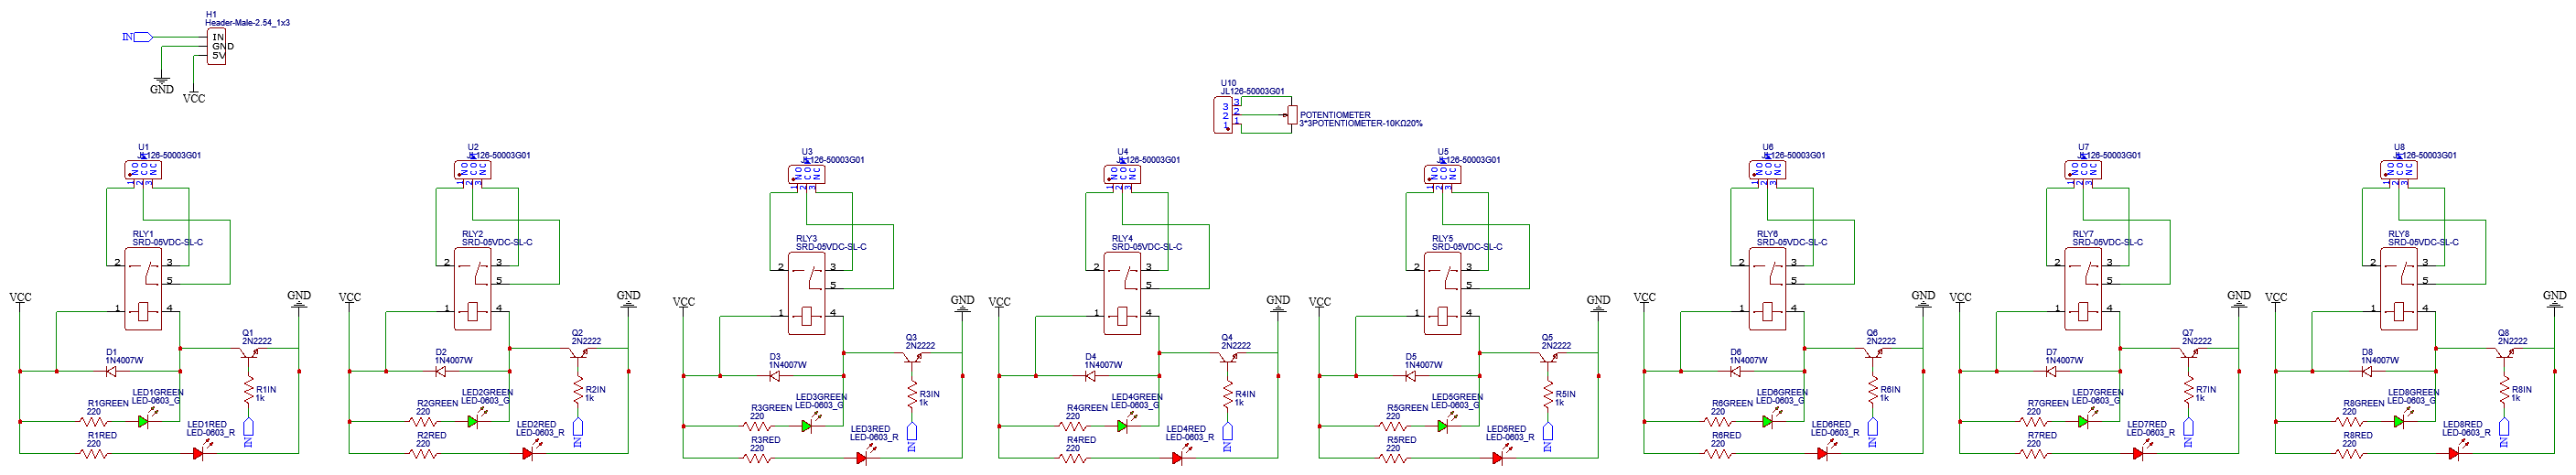 H1
Header-Male-2.54_1x3
IN
IN
GND
5V
GND
VCC
U10
JL126-50003G01
3
2
1
3
2
1
POTENTIOMETER
3*3POTENTIOMETER-10KΩ20%
U1
JL126-50003G01
NO
CO
NC
1
2
3
RLY1
SRD-05VDC-SL-C
2
3
5
1
4
VCC
GND
Q1
2N2222
D1
1N4007W
R1IN
1k
IN
LED1GREEN
LED-0603_G
R1GREEN
220
R1RED
220
LED1RED
LED-0603_R
U2
JL126-50003G01
NO
CO
NC
1
2
3
RLY2
SRD-05VDC-SL-C
2
3
5
1
4
VCC
GND
Q2
2N2222
D2
1N4007W
R2IN
1k
IN
LED2GREEN
LED-0603_G
R2GREEN
220
R2RED
220
LED2RED
LED-0603_R
U3
JL126-50003G01
NO
CO
NC
1
2
3
RLY3
SRD-05VDC-SL-C
2
3
5
1
4
VCC
GND
Q3
2N2222
D3
1N4007W
R3IN
1k
IN
LED3GREEN
LED-0603_G
R3GREEN
220
R3RED
220
LED3RED
LED-0603_R
U4
JL126-50003G01
NO
CO
NC
1
2
3
RLY4
SRD-05VDC-SL-C
2
3
5
1
4
VCC
GND
Q4
2N2222
D4
1N4007W
R4IN
1k
IN
LED4GREEN
LED-0603_G
R4GREEN
220
R4RED
220
LED4RED
LED-0603_R
U5
JL126-50003G01
NO
CO
NC
1
2
3
RLY5
SRD-05VDC-SL-C
2
3
5
1
4
VCC
GND
Q5
2N2222
D5
1N4007W
R5IN
1k
IN
LED5GREEN
LED-0603_G
R5GREEN
220
R5RED
220
LED5RED
LED-0603_R
U6
JL126-50003G01
NO
CO
NC
1
2
3
RLY6
SRD-05VDC-SL-C
2
3
5
1
4
VCC
GND
Q6
2N2222
D6
1N4007W
R6IN
1k
IN
LED6GREEN
LED-0603_G
R6GREEN
220
R6RED
220
LED6RED
LED-0603_R
U7
JL126-50003G01
NO
CO
NC
1
2
3
RLY7
SRD-05VDC-SL-C
2
3
5
1
4
VCC
GND
Q7
2N2222
D7
1N4007W
R7IN
1k
IN
LED7GREEN
LED-0603_G
R7GREEN
220
R7RED
220
LED7RED
LED-0603_R
U8
JL126-50003G01
NO
CO
NC
1
2
3
RLY8
SRD-05VDC-SL-C
2
3
5
1
4
VCC
GND
Q8
2N2222
D8
1N4007W
R8IN
1k
IN
LED8GREEN
LED-0603_G
R8GREEN
220
R8RED
220
LED8RED
LED-0603_R